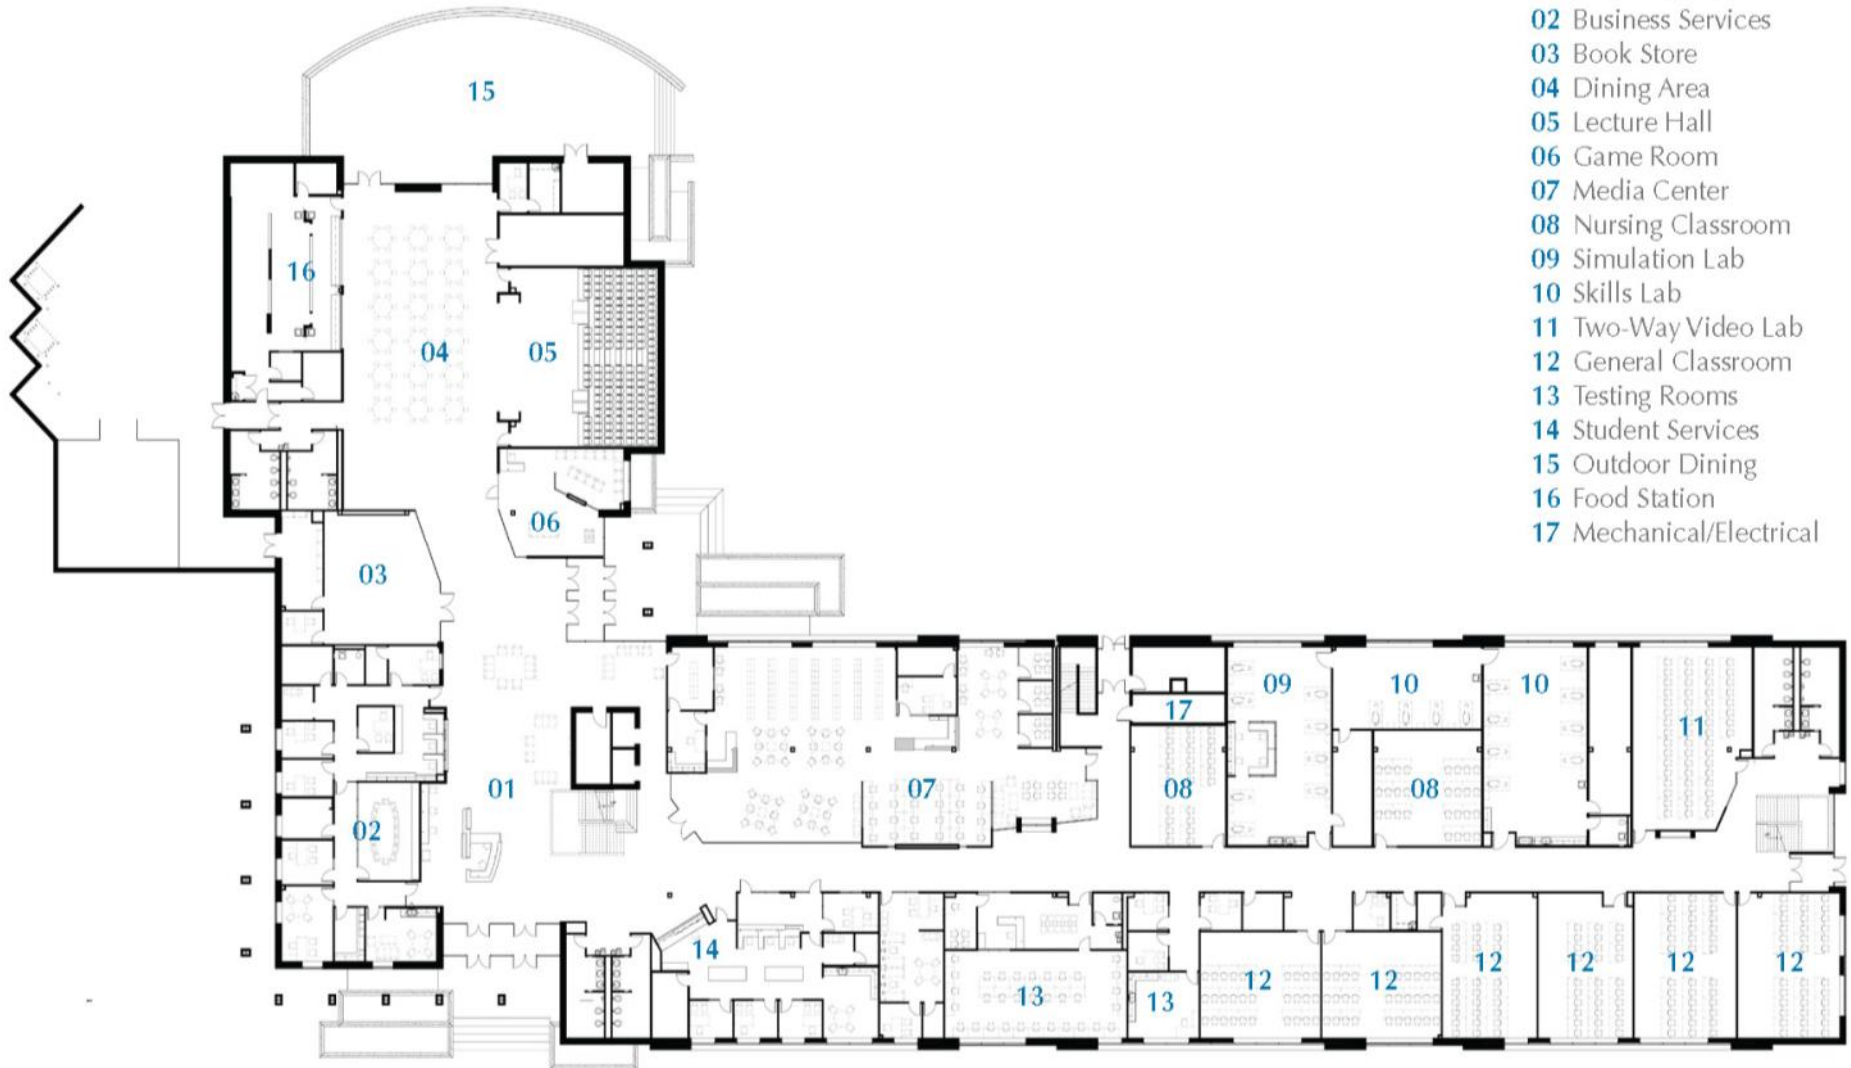 02 Business Services
03 Book Store
04 Dining Area
05 Lecture Hall
06 Game Room
07 Media Center
08 Nursing Classroom
09 Simulation Lab
10 Skills Lab
11 Two-Way Video Lab
12 General Classroom
13 Testing Rooms
14 Student Services
15 Outdoor Dining
16 Food Station
17 Mechanical/Electrical
15
16
04
05
06
03
09
10
10
17
11
01
07
08
08
02
14
12
12
12
12
12
12
13
13